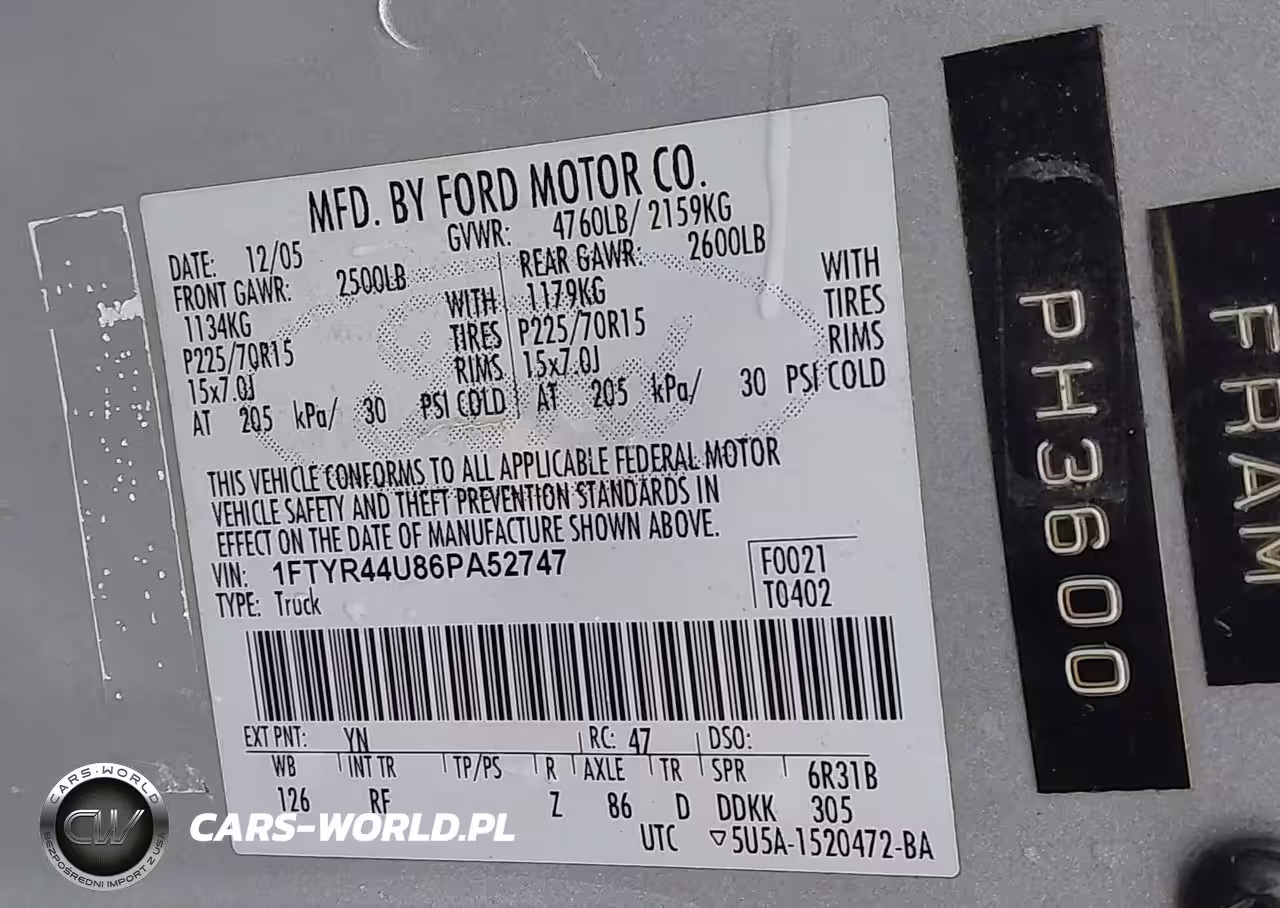 MFD. BY FORD MOTOR CO.
DATE: 12/05 GVWR: 4760LB/ 2159KG
FRONT GAWR: 2500LB REAR GAWR: 2600LB
1134KG WITH 1179KG WITH
P225/70R15 TIRES P225/70R15 TIRES
15x7.0J RIMS 15x7.0J RIMS
AT 205 kPa/ 30 PSI COLD AT 205 kPa/ 30 PSI COLD
THIS VEHICLE CONFORMS TO ALL APPLICABLE FEDERAL MOTOR
VEHICLE SAFETY AND THEFT PREVENTION STANDARDS IN
EFFECT ON THE DATE OF MANUFACTURE SHOWN ABOVE.
VIN: 1FTYR44U86PA52747 F0021
TYPE: Truck T0402
EXT PNT: YN RC: 47 DSO:
WB INT TR TP/PS R AXLE TR SPR 6R31B
126 RF Z 86 D DDKK 305
UTC ▽5U5A-1520472-BA
PH3600
FRAM
CARS-WORLD
CW
BEZPOŚREDNI IMPORT Z USA
CARS-WORLD.PL